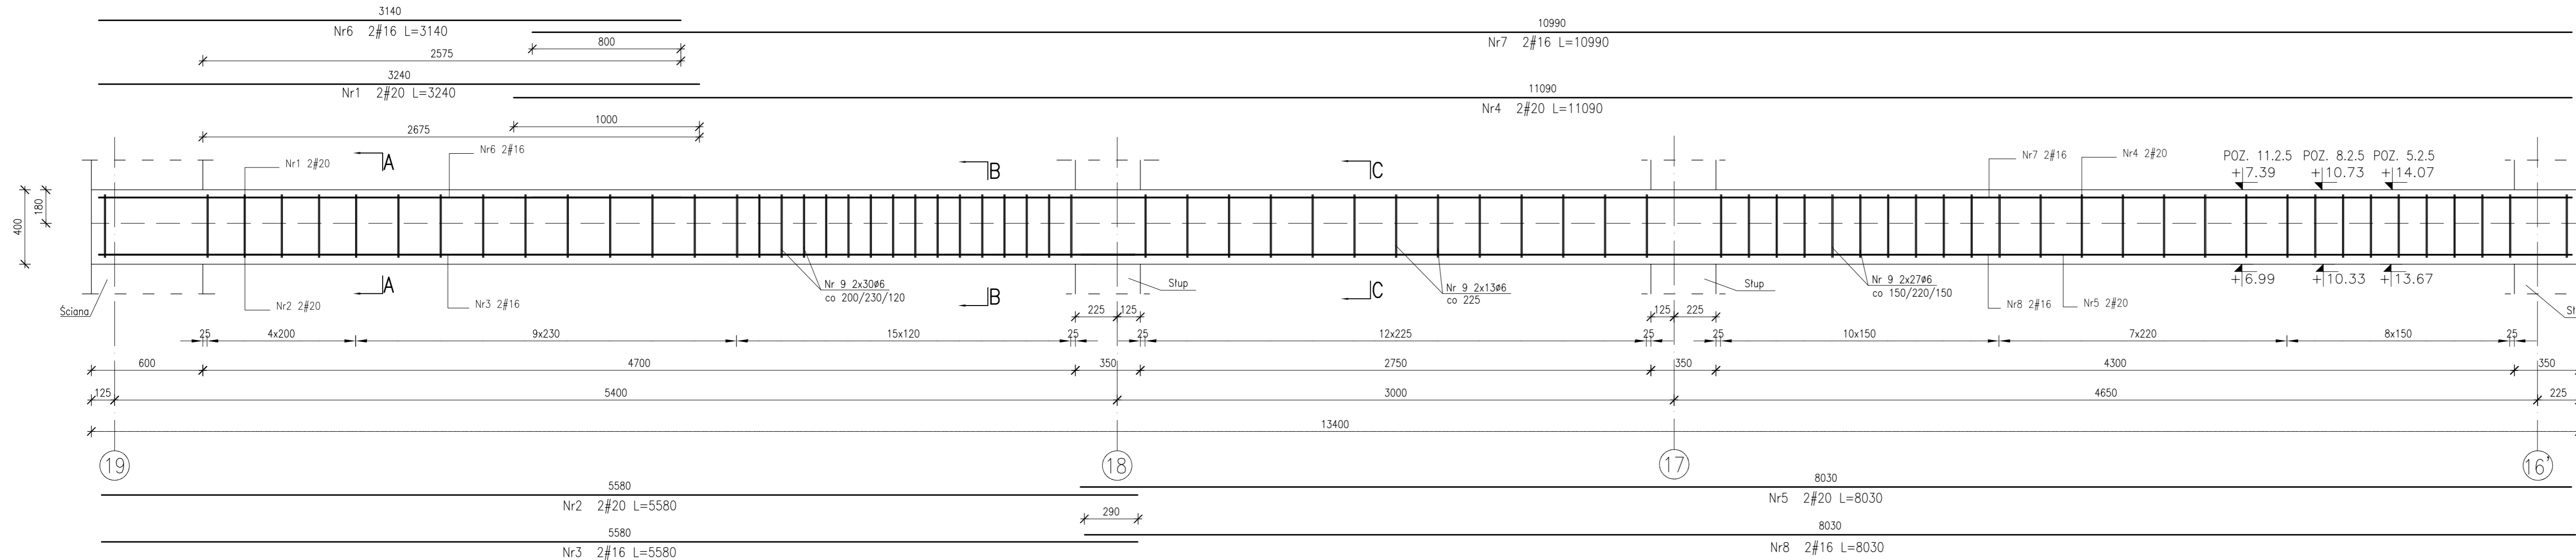 3140
Nr6 2#16 L=3140
10990
Nr7 2#16 L=10990
800
2575
3240
Nr1 2#20 L=3240
11090
Nr4 2#20 L=11090
1000
2675
Nr1 2#20
A
Nr6 2#16
B
C
Nr7 2#16
Nr4 2#20
POZ. 11.2.5 POZ. 8.2.5 POZ. 5.2.5
+7.39 +10.73 +14.07
400
180
Ściana
Nr2 2#20
A
Nr3 2#16
Nr 9 2x30ø6
co 200/230/120
B
Słup
C
Nr 9 2x13ø6
co 225
Słup
Nr 9 2x27ø6
co 150/220/150
Nr8 2#16
Nr5 2#20
+6.99 +10.33 +13.67
225 125 125 225
25 4x200 9x230 15x120 25 25 12x225 25 25 10x150 7x220 8x150 25
600 4700 350 2750 350 4300 350
125 5400 3000 4650 225
13400
19 18 17 16'
5580
Nr2 2#20 L=5580
8030
Nr5 2#20 L=8030
290
5580
Nr3 2#16 L=5580
8030
Nr8 2#16 L=8030